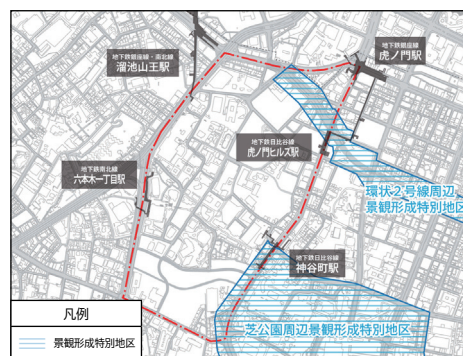 地下鉄銀座線・南北線
溜池山王駅
地下鉄銀座線
虎ノ門駅
地下鉄日比谷線
虎ノ門ヒルズ駅
地下鉄南北線
六本木一丁目駅
環状2号線周辺
景観形成特別地区
地下鉄日比谷線
神谷町駅
芝公園周辺景観形成特別地区
凡例
景観形成特別地区